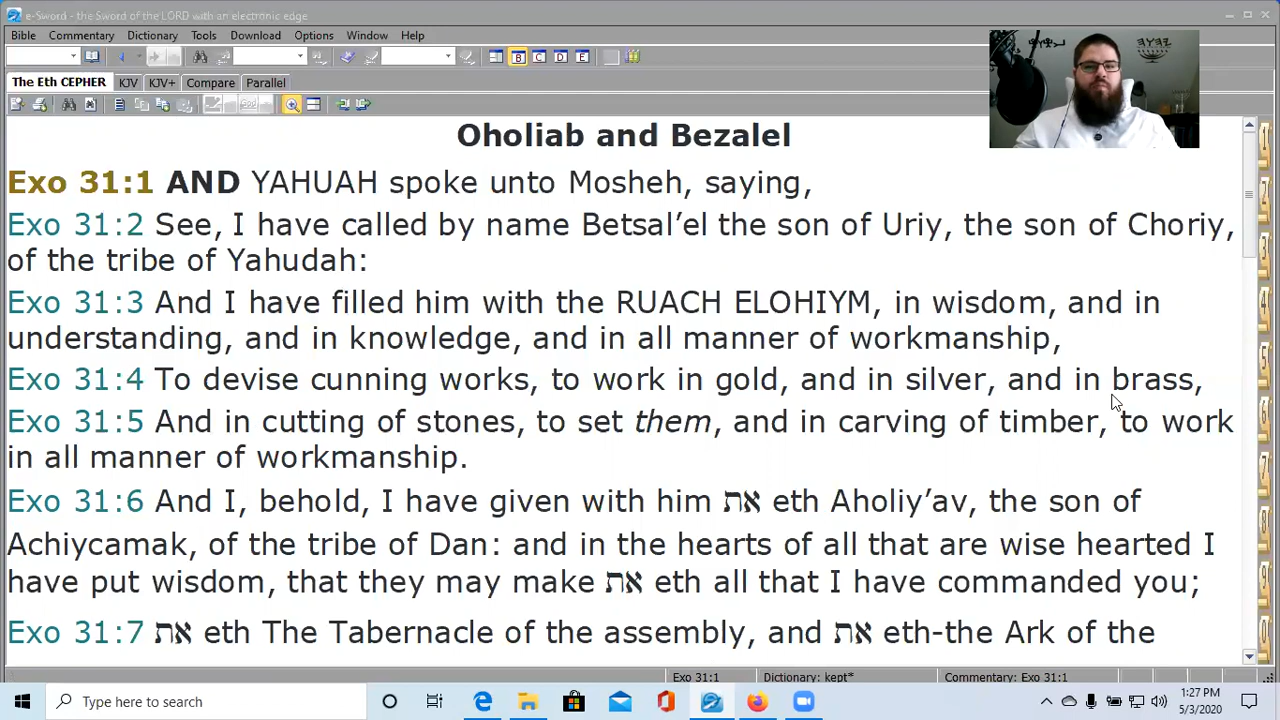 e-Sword - the Sword of the LORD with an electronic edge
Bible Commentary Dictionary Tools Download Options Window Help
B C D E
The Eth CEPHER KJV KJV+ Compare Parallel
Oholiab and Bezalel
Exo 31:1 AND YAHUAH spoke unto Mosheh, saying,
Exo 31:2 See, I have called by name Betsal’el the son of Uriy, the son of Choriy,
of the tribe of Yahudah:
Exo 31:3 And I have filled him with the RUACH ELOHIYM, in wisdom, and in
understanding, and in knowledge, and in all manner of workmanship,
Exo 31:4 To devise cunning works, to work in gold, and in silver, and in brass,
Exo 31:5 And in cutting of stones, to set them, and in carving of timber, to work
in all manner of workmanship.
Exo 31:6 And I, behold, I have given with him את eth Aholiy’av, the son of
Achiycamak, of the tribe of Dan: and in the hearts of all that are wise hearted I
have put wisdom, that they may make את eth all that I have commanded you;
Exo 31:7 את eth The Tabernacle of the assembly, and את eth-the Ark of the
Exo 31:1 Dictionary: kept* Commentary: Exo 31:1
Type here to search
1:27 PM
5/3/2020